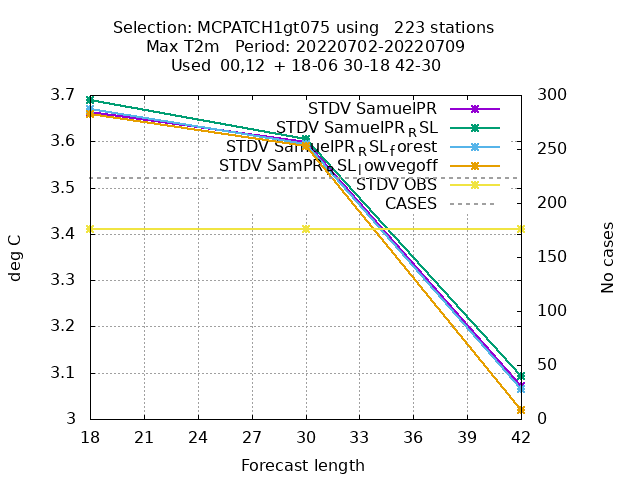 Selection: MCPATCH1gt075 using   223 stations
Max T2m   Period: 20220702-20220709
Used  00,12  + 18-06 30-18 42-30
3.7
3.6
3.5
3.4
3.3
3.2
3.1
3
deg C
300
250
200
150
100
50
0
No cases
STDV SamuelPR
STDV SamuelPR_RSL
STDV SamuelPR_RSL_forest
STDV SamPR_RSL_lowvegoff
STDV OBS
CASES
18 21 24 27 30 33 36 39 42
Forecast length